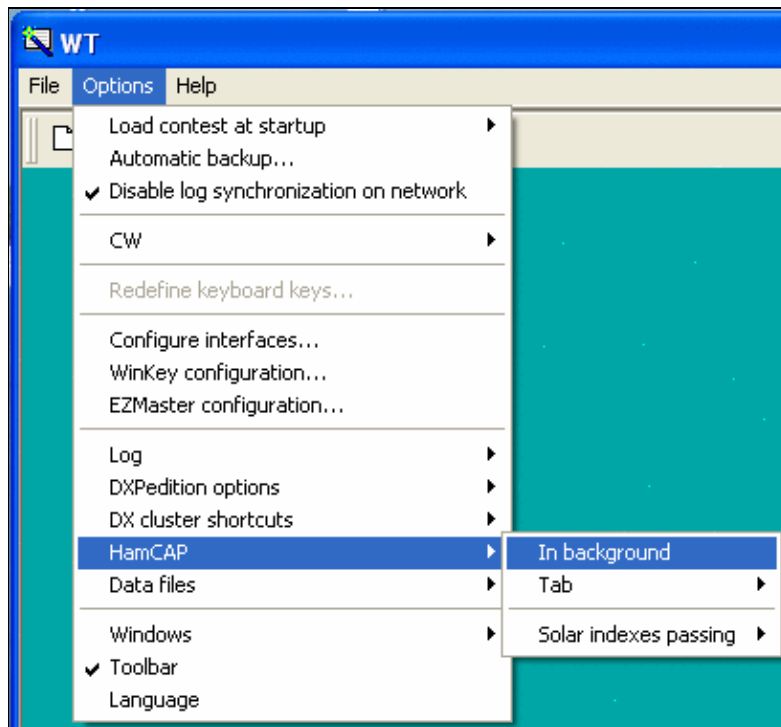 WT
File Options Help
Load contest at startup
Automatic backup...
Disable log synchronization on network
CW
Redefine keyboard keys...
Configure interfaces...
WinKey configuration...
EZMaster configuration...
Log
DXPedition options
DX cluster shortcuts
HamCAP
In background
Data files
Tab
Windows
Solar indexes passing
Toolbar
Language